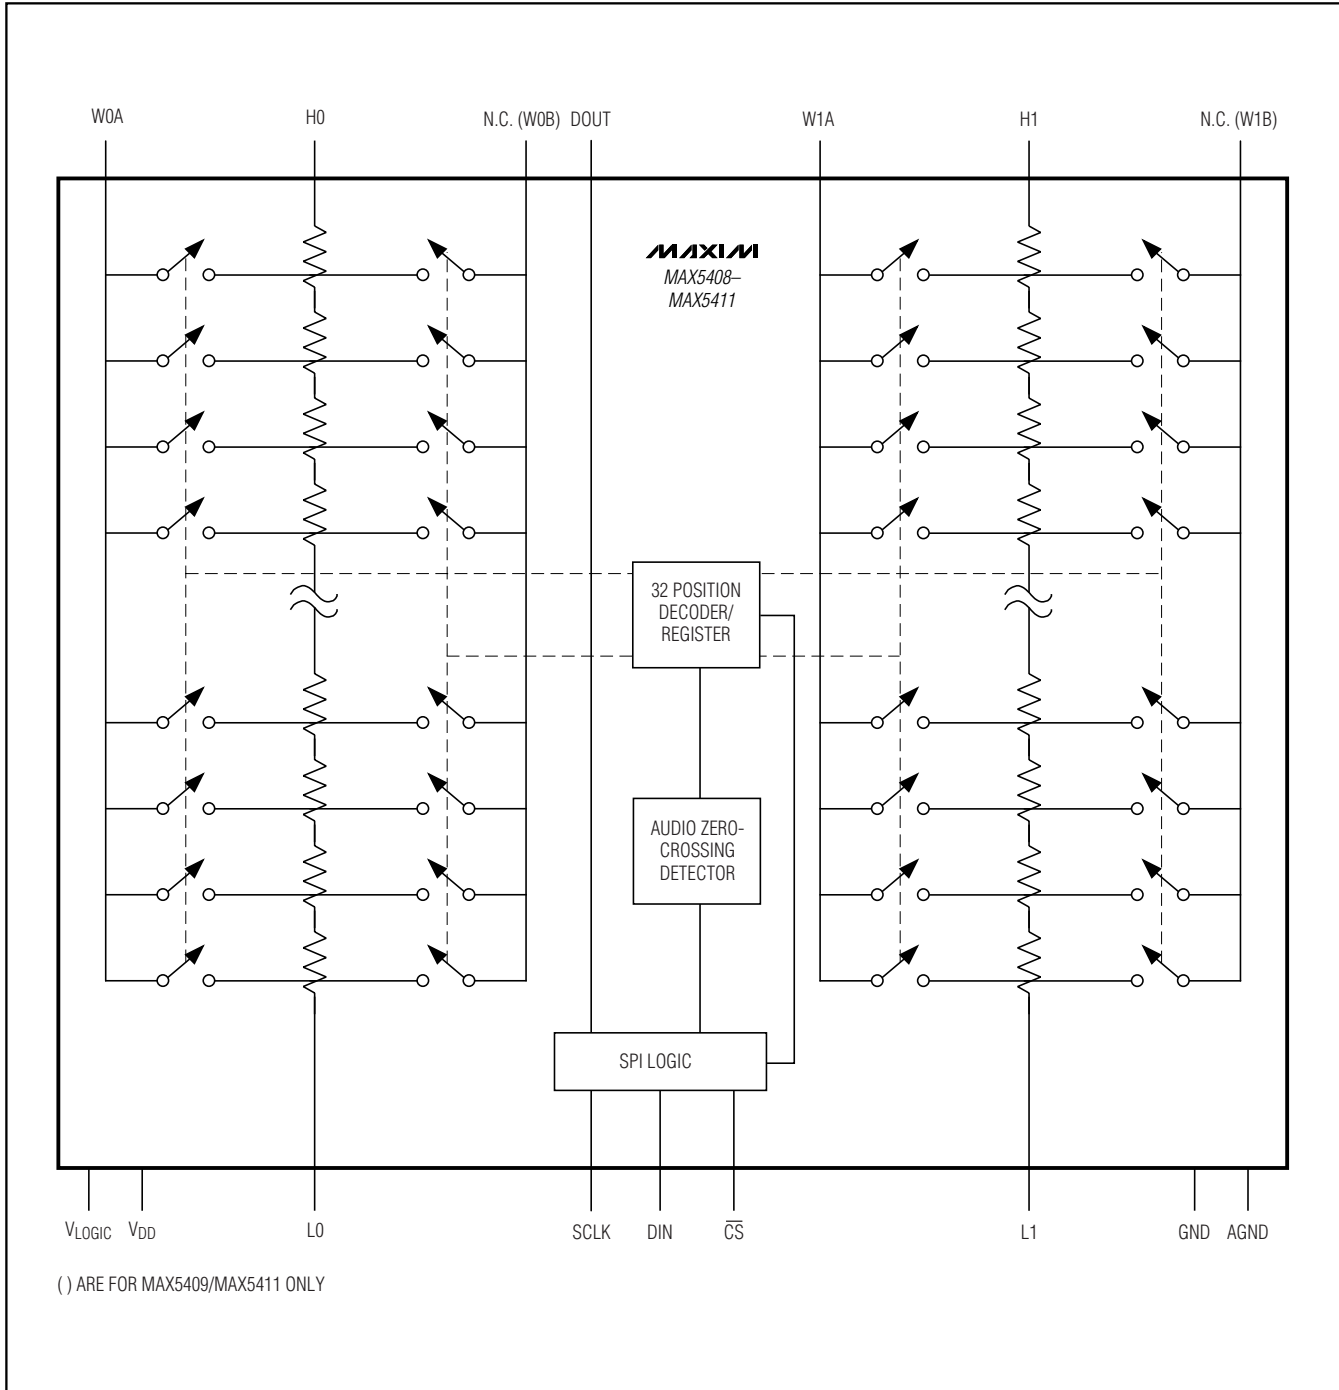 W0A H0 N.C. (W0B) DOUT W1A H1 N.C. (W1B)
MAXIM
MAX5408–
MAX5411
32 POSITION
DECODER/
REGISTER
AUDIO ZERO-
CROSSING
DETECTOR
SPI LOGIC
VLOGIC VDD L0 SCLK DIN C̅S̅ L1 GND AGND
( ) ARE FOR MAX5409/MAX5411 ONLY